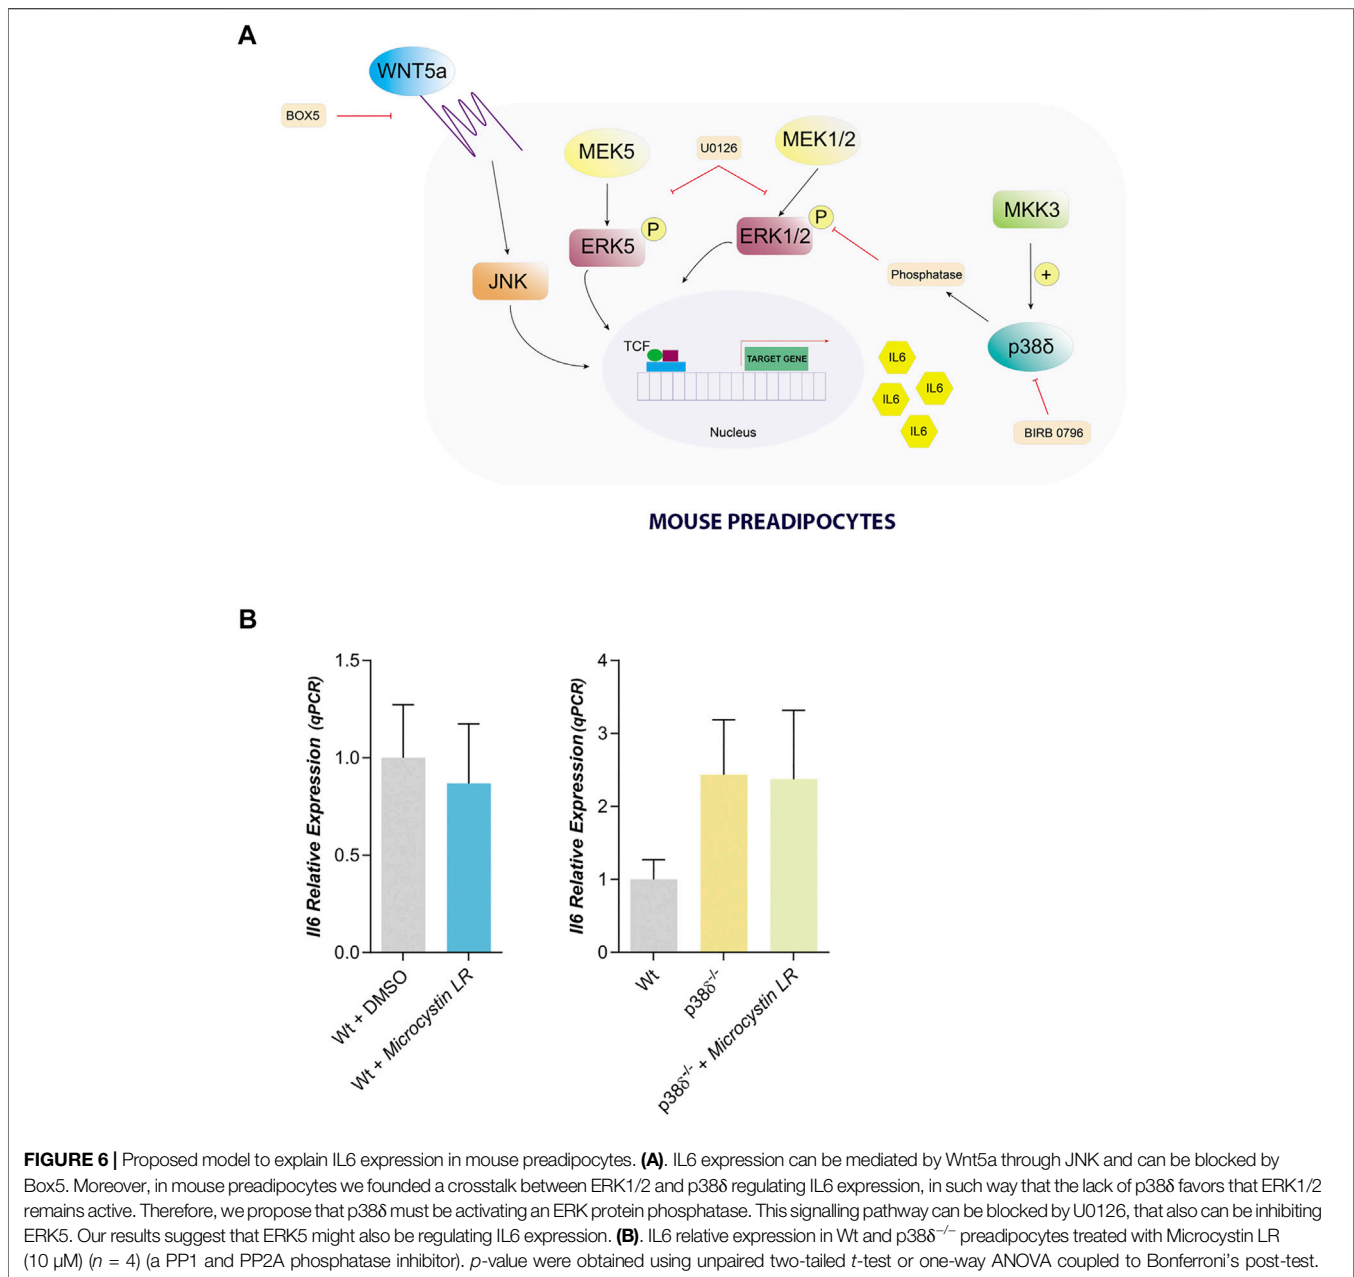 A
WNT5a
BOX5
MEK5
U0126
MEK1/2
MKK3
P
P
ERK5
ERK1/2
JNK
Phosphatase
+
p38δ
TCF
TARGET GENE
IL6
IL6
IL6
IL6
Nucleus
BIRB 0796
MOUSE PREADIPOCYTES
B
Il6 Relative Expression (qPCR)
1.5
1.0
0.5
0.0
Wt + DMSO
Wt + Microcystin LR
Il6 Relative Expression (qPCR)
4
3
2
1
0
Wt
p38δ-/-
p38δ-/- + Microcystin LR
FIGURE 6 | Proposed model to explain IL6 expression in mouse preadipocytes. (A). IL6 expression can be mediated by Wnt5a through JNK and can be blocked by
Box5. Moreover, in mouse preadipocytes we founded a crosstalk between ERK1/2 and p38δ regulating IL6 expression, in such way that the lack of p38δ favors that ERK1/2
remains active. Therefore, we propose that p38δ must be activating an ERK protein phosphatase. This signalling pathway can be blocked by U0126, that also can be inhibiting
ERK5. Our results suggest that ERK5 might also be regulating IL6 expression. (B). IL6 relative expression in Wt and p38δ−/− preadipocytes treated with Microcystin LR
(10 µM) (n = 4) (a PP1 and PP2A phosphatase inhibitor). p-value were obtained using unpaired two-tailed t-test or one-way ANOVA coupled to Bonferroni's post-test.